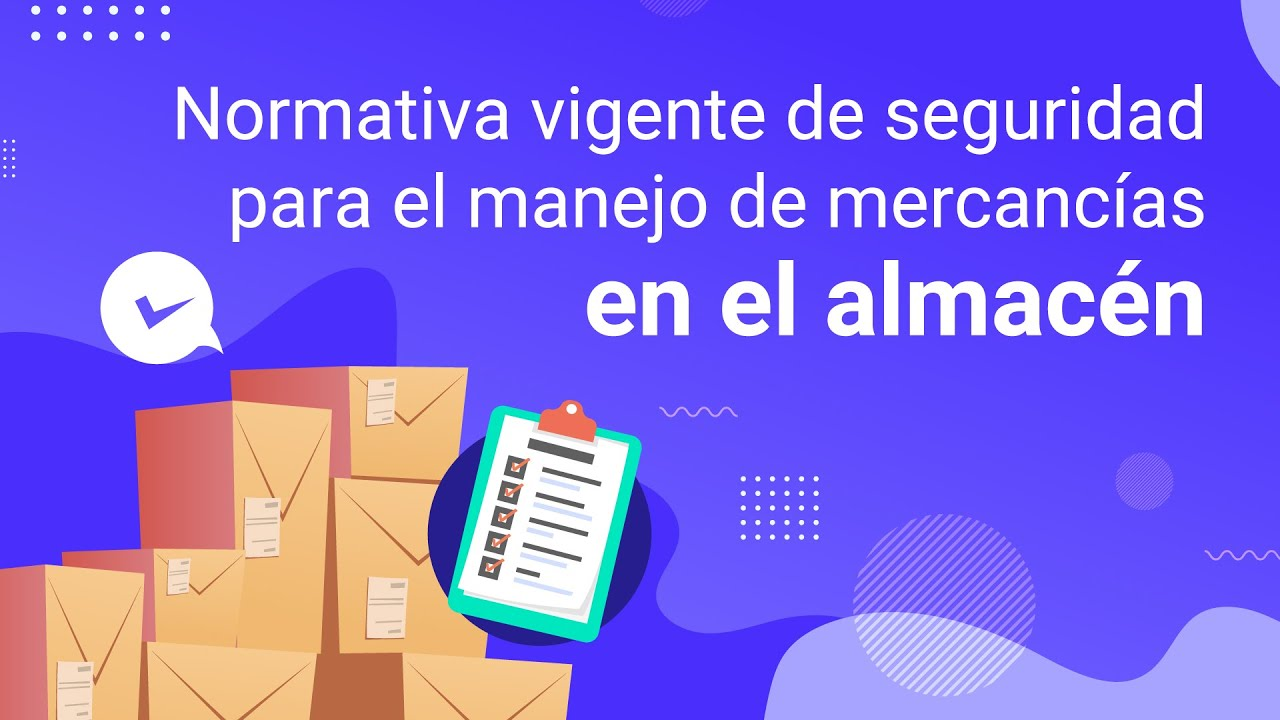 Normativa vigente de seguridad
para el manejo de mercancías
en el almacén